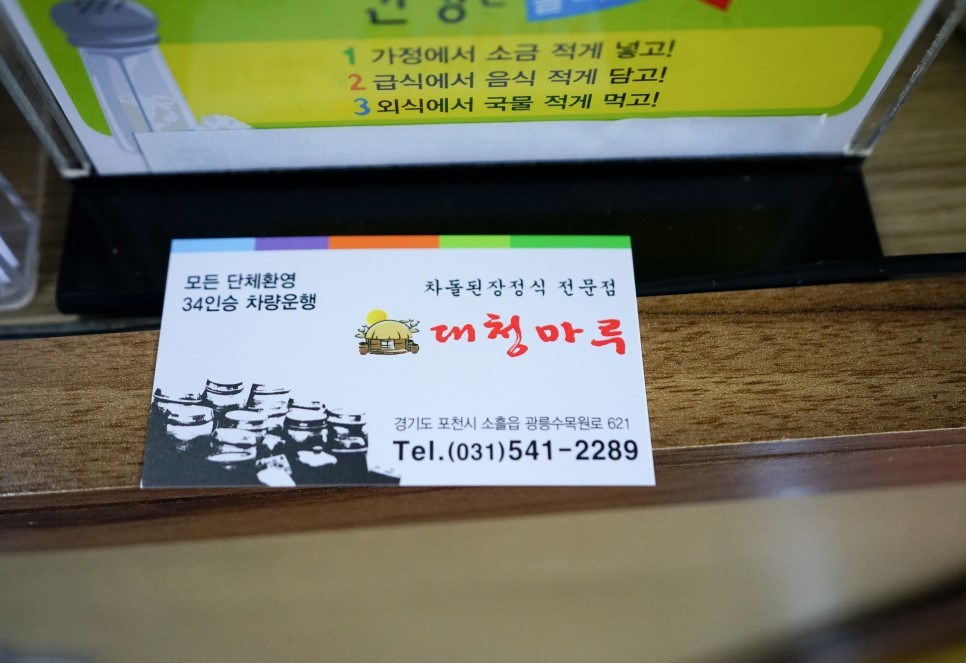 1 가정에서 소금 적게 넣고!
2 급식에서 음식 적게 담고!
3 외식에서 국물 적게 먹고!
모든 단체환영
34인승 차량운행
차돌된장정식 전문점
대청마루
경기도 포천시 소흘읍 광릉수목원로 621
Tel.(031)541-2289